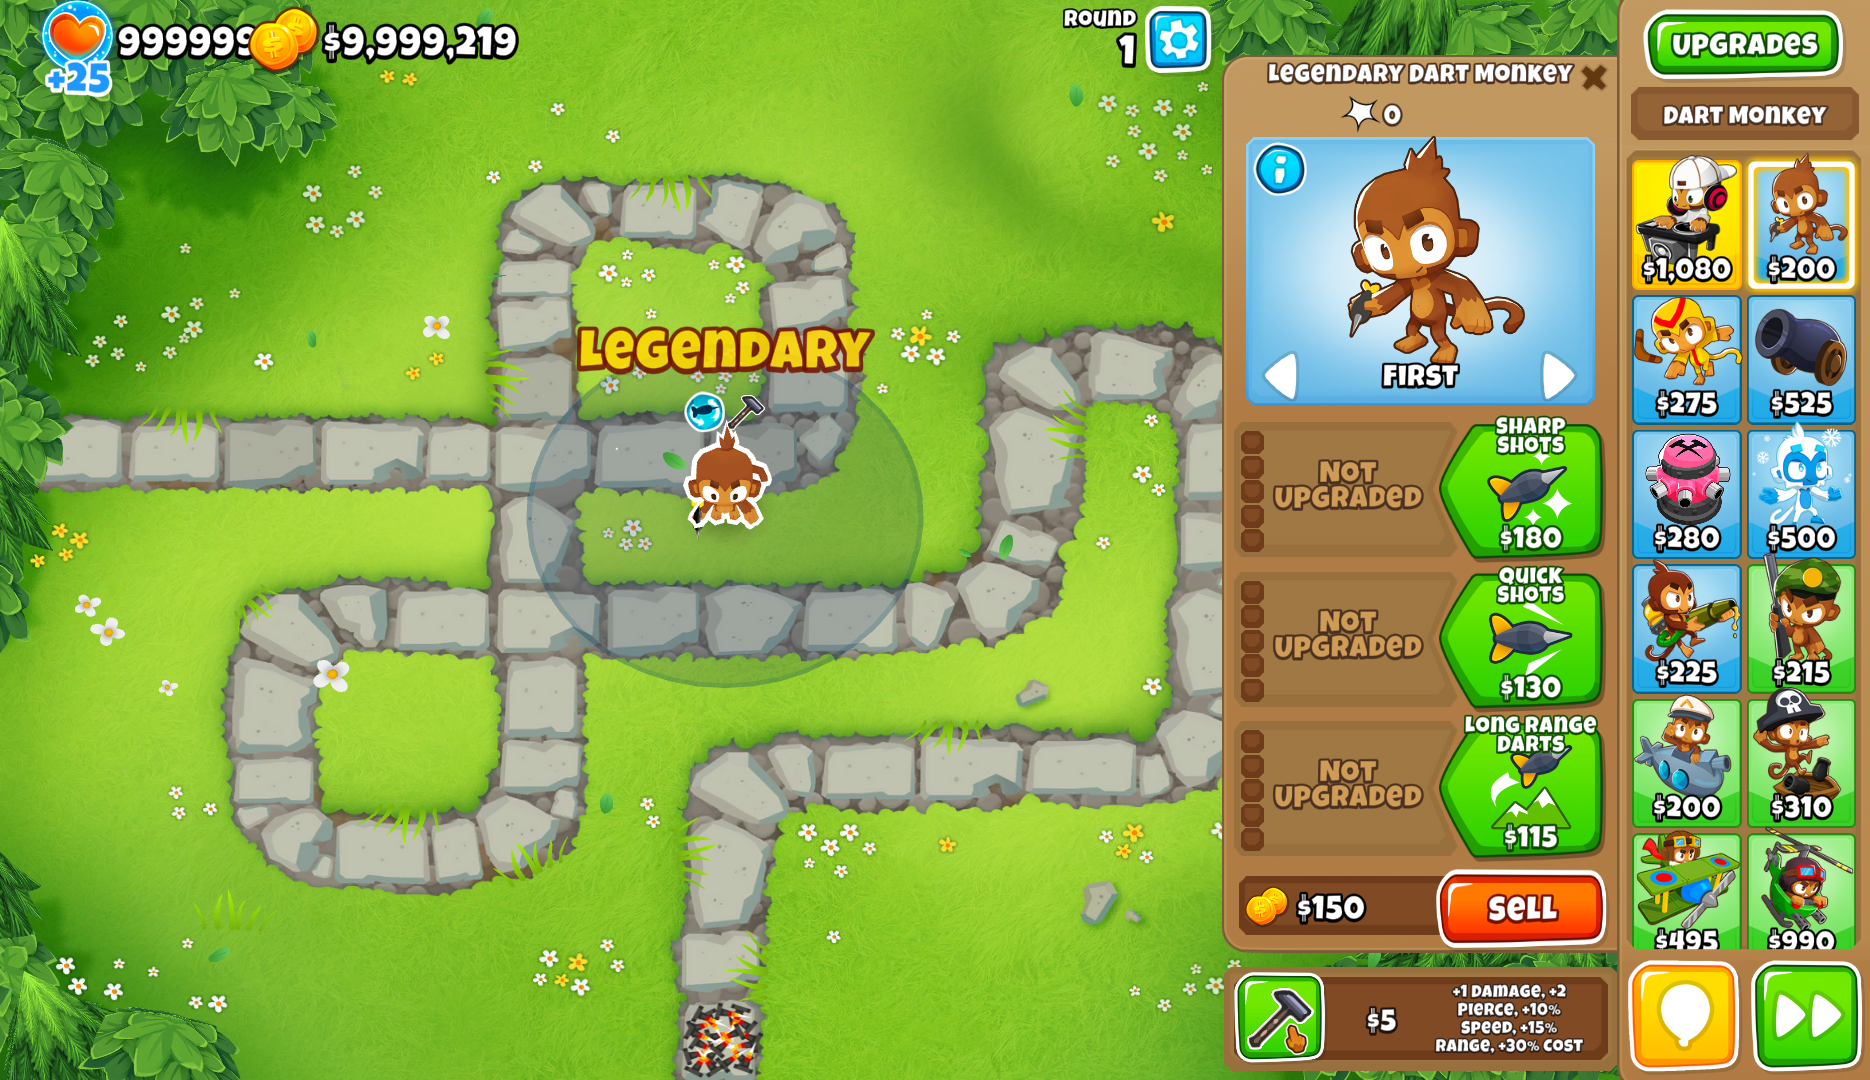 999999
+25
$9,999,219
ROUND
1
LEGENDARY DART MONKEY
0
FIRST
SHARP
SHOTS
NOT
UPGRADED
$180
QUICK
SHOTS
NOT
UPGRADED
$130
LONG RANGE
DARTS
NOT
UPGRADED
$115
$150
SELL
$5
+1 DAMAGE, +2
PIERCE, +10%
SPEED, +15%
RANGE, +30% COST
LEGENDARY
UPGRADES
DART MONKEY
$1,080
$200
$275
$525
$280
$500
$225
$215
$200
$310
$495
$990